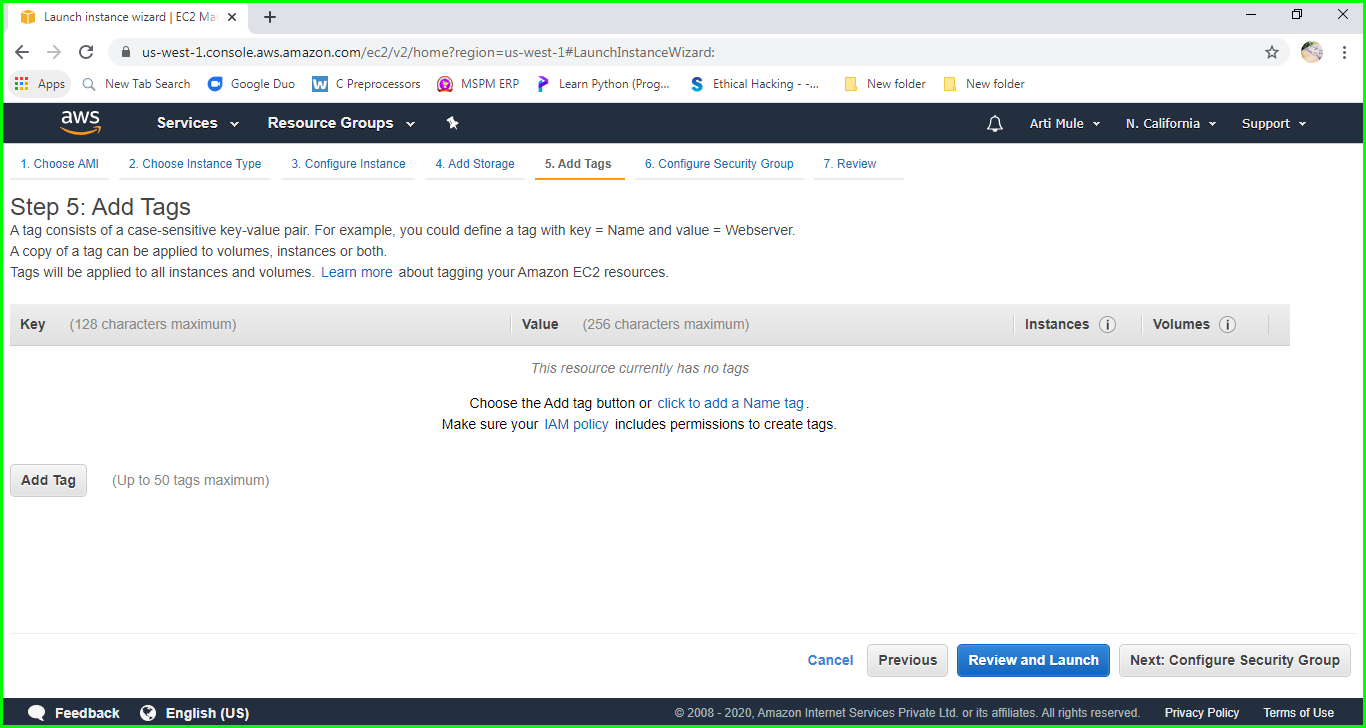 Launch instance wizard | EC2 Ma
us-west-1.console.aws.amazon.com/ec2/v2/home?region=us-west-1#LaunchInstanceWizard:
Apps New Tab Search Google Duo C Preprocessors MSPM ERP Learn Python (Prog... Ethical Hacking - -... New folder New folder
aws Services Resource Groups Arti Mule N. California Support
1. Choose AMI 2. Choose Instance Type 3. Configure Instance 4. Add Storage 5. Add Tags 6. Configure Security Group 7. Review
Step 5: Add Tags
A tag consists of a case-sensitive key-value pair. For example, you could define a tag with key = Name and value = Webserver.
A copy of a tag can be applied to volumes, instances or both.
Tags will be applied to all instances and volumes. Learn more about tagging your Amazon EC2 resources.
Key (128 characters maximum) Value (256 characters maximum) Instances i Volumes i
This resource currently has no tags
Choose the Add tag button or click to add a Name tag.
Make sure your IAM policy includes permissions to create tags.
Add Tag (Up to 50 tags maximum)
Cancel Previous Review and Launch Next: Configure Security Group
Feedback English (US) © 2008 - 2020, Amazon Internet Services Private Ltd. or its affiliates. All rights reserved. Privacy Policy Terms of Use